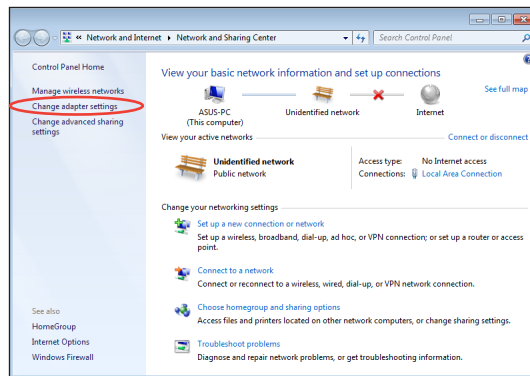 « Network and Internet ▸ Network and Sharing Center
Search Control Panel
Control Panel Home
Manage wireless networks
Change adapter settings
Change advanced sharing
settings
View your basic network information and set up connections
See full map
ASUS-PC
(This computer)
Unidentified network
Internet
View your active networks
Connect or disconnect
Unidentified network
Public network
Access type: No Internet access
Connections: Local Area Connection
Change your networking settings
Set up a new connection or network
Set up a wireless, broadband, dial-up, ad hoc, or VPN connection; or set up a router or access
point.
Connect to a network
Connect or reconnect to a wireless, wired, dial-up, or VPN network connection.
Choose homegroup and sharing options
Access files and printers located on other network computers, or change sharing settings.
Troubleshoot problems
Diagnose and repair network problems, or get troubleshooting information.
See also
HomeGroup
Internet Options
Windows Firewall